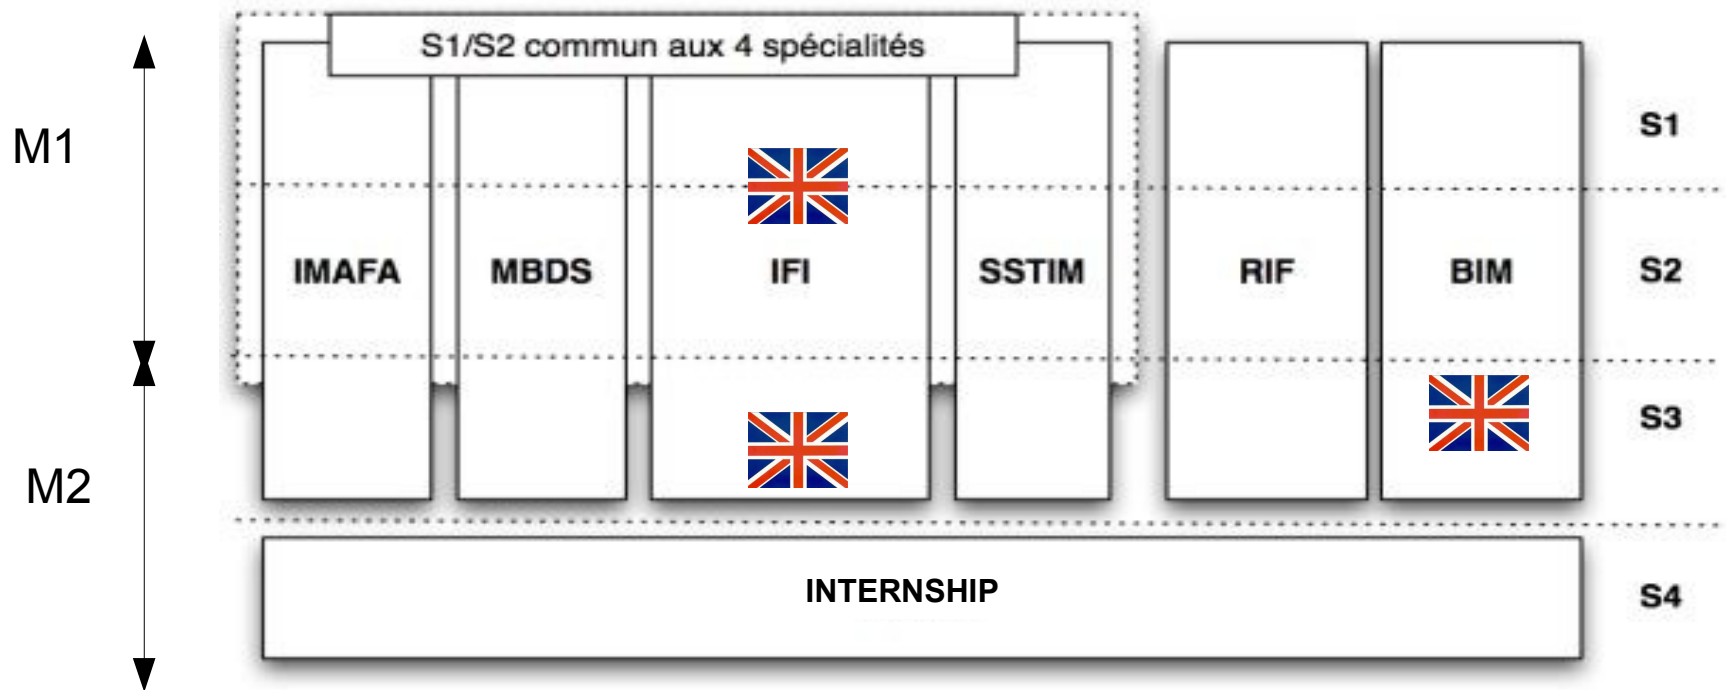 S1/S2 commun aux 4 spécialités
M1
S1
IMAFA
MBDS
IFI
SSTIM
RIF
BIM
S2
S3
M2
INTERNSHIP
S4